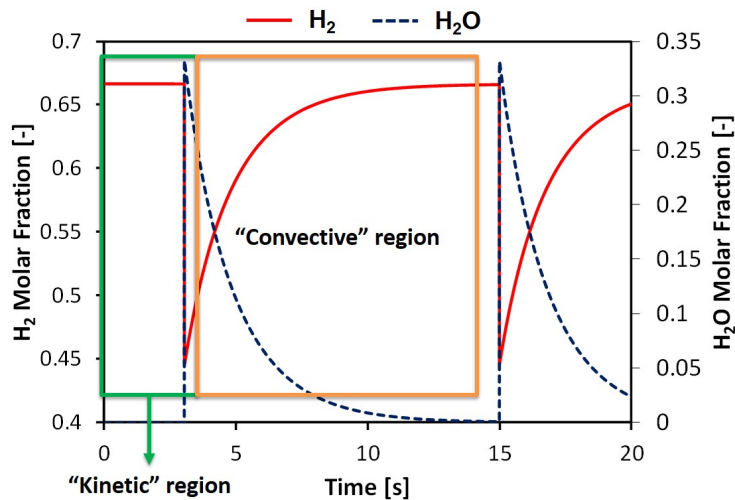 H₂ H₂O
0.7 0.35
0.65 0.3
0.6 0.25
0.2
0.55 0.15
0.5 0.1
0.45 0.05
0.4 0
H₂ Molar Fraction [-]
H₂O Molar Fraction [-]
“Convective” region
0 5 10 15 20
“Kinetic” region
Time [s]